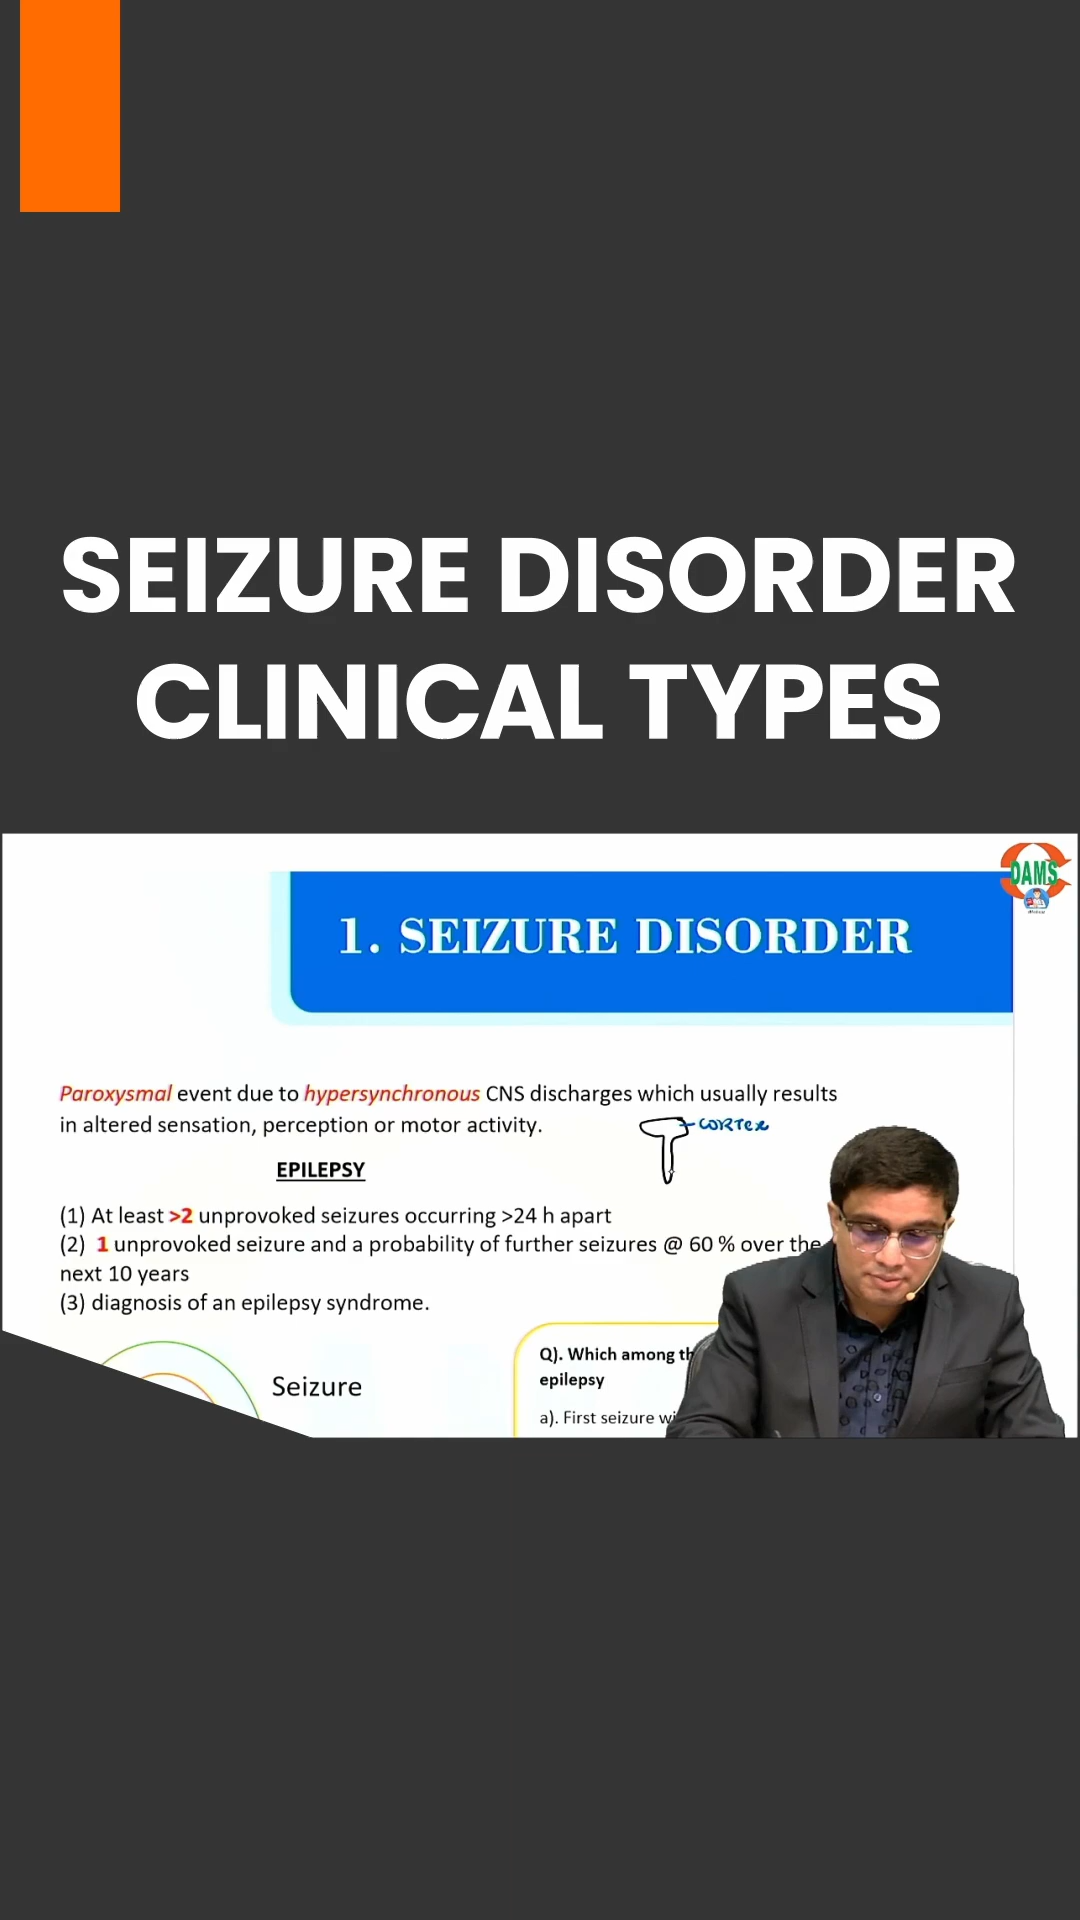 SEIZURE DISORDER
CLINICAL TYPES
DAMS
1. SEIZURE DISORDER
Paroxysmal event due to hypersynchronous CNS discharges which usually results
in altered sensation, perception or motor activity.
CORTEX
EPILEPSY
(1) At least >2 unprovoked seizures occurring >24 h apart
(2) 1 unprovoked seizure and a probability of further seizures @ 60 % over the
next 10 years
(3) diagnosis of an epilepsy syndrome.
Seizure
Q). Which among
epilepsy
a). First seizure